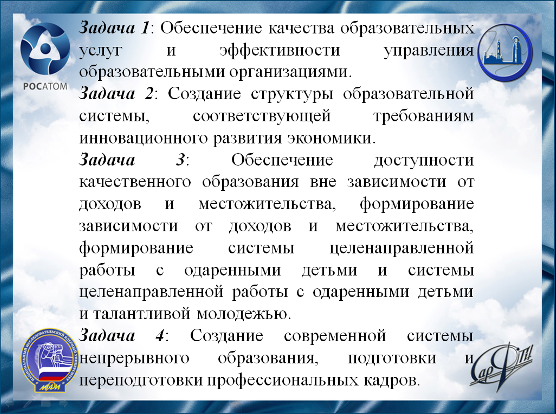 Задача 1: Обеспечение качества образовательных
услуг и эффективности управления
образовательными организациями.
Задача 2: Создание структуры образовательной
системы, соответствующей требованиям
инновационного развития экономики.
Задача 3: Обеспечение доступности
качественного образования вне зависимости от
доходов и местожительства, формирование
зависимости от доходов и местожительства,
формирование системы целенаправленной
работы с одаренными детьми и системы
целенаправленной работы с одаренными детьми
и талантливой молодежью.
Задача 4: Создание современной системы
непрерывного образования, подготовки и
переподготовки профессиональных кадров.
РОСАТОМ
СарФТИ